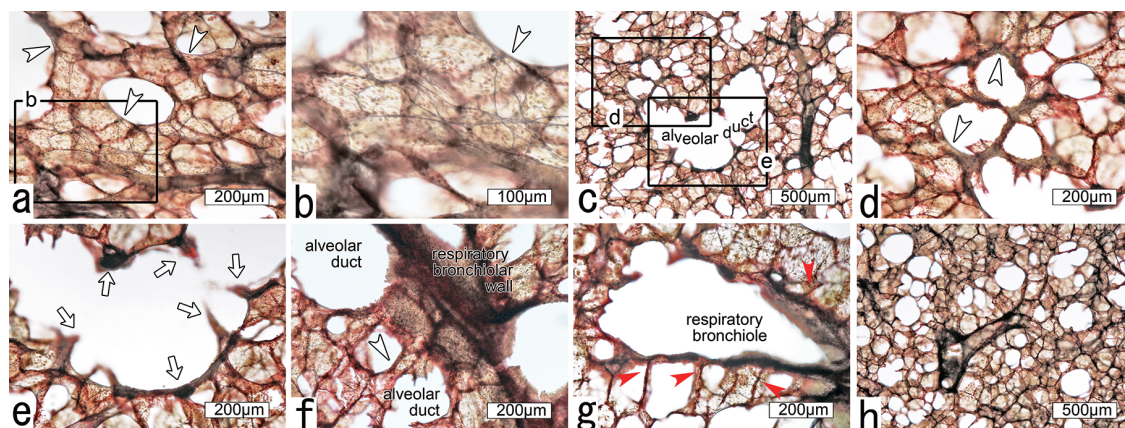 b
a
200µm
b
100µm
d
alveolar duct
e
c
500µm
d
200µm
e
200µm
alveolar
duct
respiratory
bronchiolar
wall
alveolar
duct
f
200µm
respiratory
bronchiole
g
200µm
h
500µm